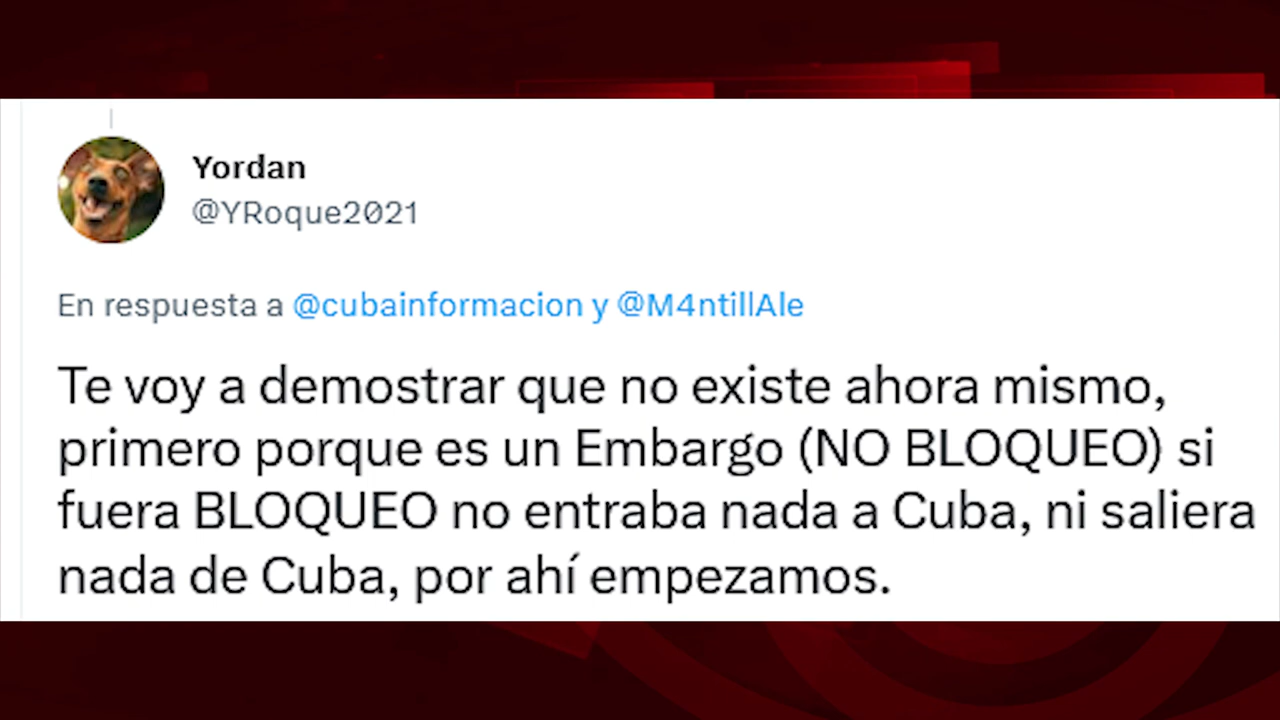 Yordan
@YRoque2021
En respuesta a @cubainformacion y @M4ntillAle
Te voy a demostrar que no existe ahora mismo,
primero porque es un Embargo (NO BLOQUEO) si
fuera BLOQUEO no entraba nada a Cuba, ni saliera
nada de Cuba, por ahí empezamos.